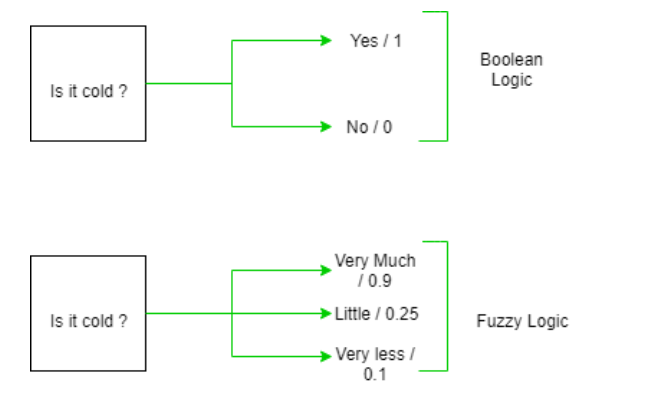 Is it cold ?
Yes / 1
No / 0
Boolean
Logic
Is it cold ?
Very Much
/ 0.9
Little / 0.25
Very less /
0.1
Fuzzy Logic